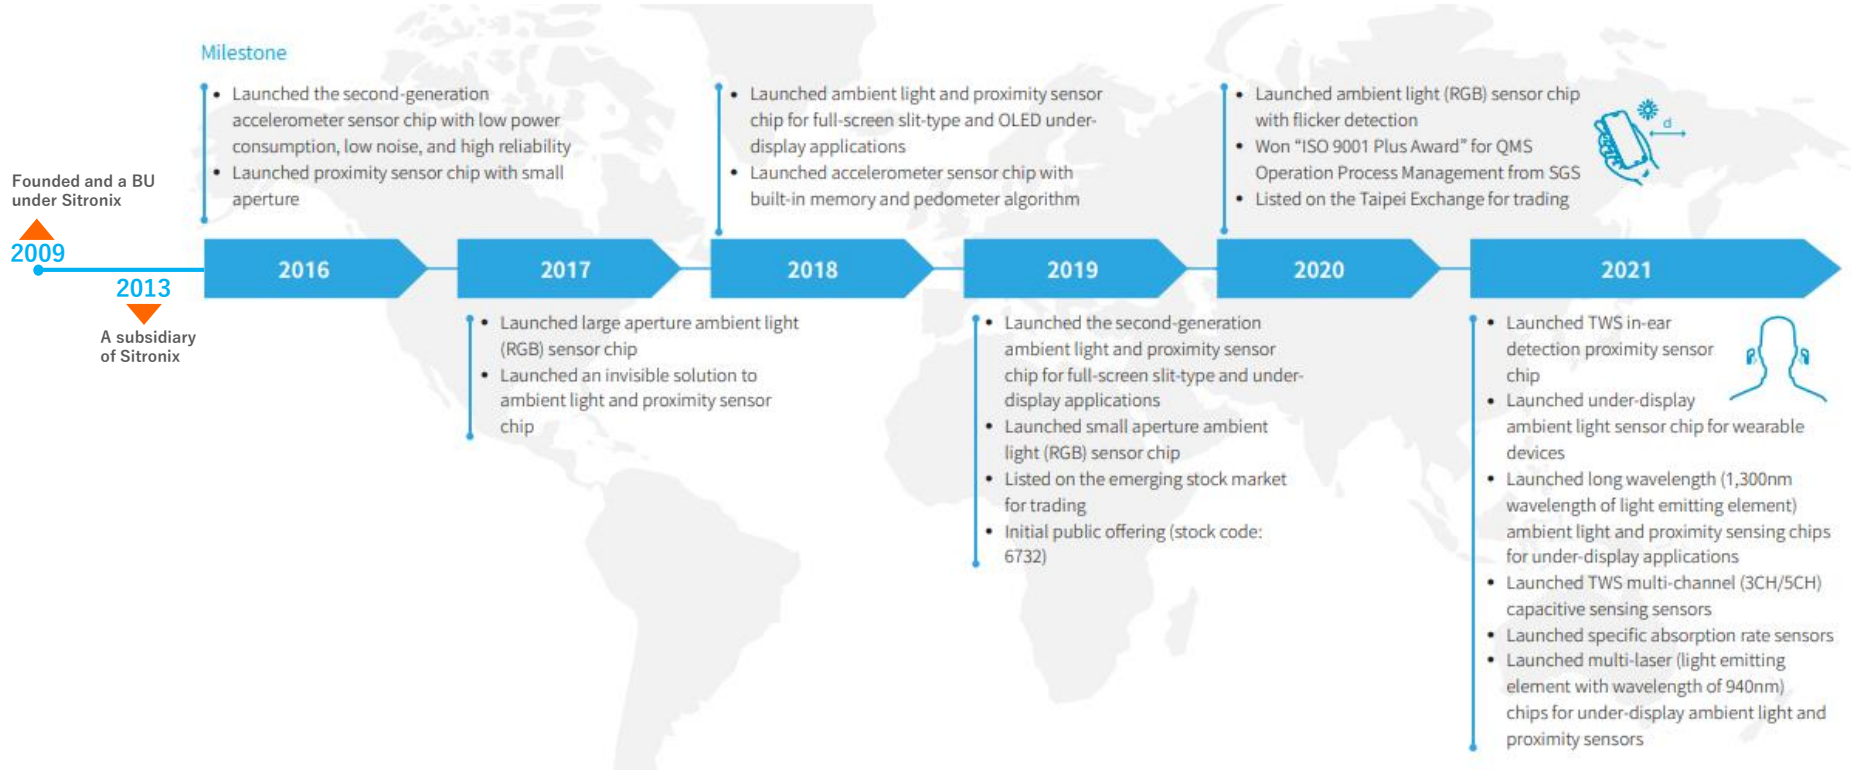 Milestone
Founded and a BU
under Sitronix
2009
2013
A subsidiary
of Sitronix
• Launched the second-generation
accelerometer sensor chip with low power
consumption, low noise, and high reliability
• Launched proximity sensor chip with small
aperture
2016
2017
• Launched large aperture ambient light
(RGB) sensor chip
• Launched an invisible solution to
ambient light and proximity sensor
chip
• Launched ambient light and proximity sensor
chip for full-screen slit-type and OLED under-
display applications
• Launched accelerometer sensor chip with
built-in memory and pedometer algorithm
2018
2019
• Launched the second-generation
ambient light and proximity sensor
chip for full-screen slit-type and under-
display applications
• Launched small aperture ambient
light (RGB) sensor chip
• Listed on the emerging stock market
for trading
• Initial public offering (stock code:
6732)
• Launched ambient light (RGB) sensor chip
with flicker detection
• Won “ISO 9001 Plus Award” for QMS
Operation Process Management from SGS
• Listed on the Taipei Exchange for trading
d
2020
2021
• Launched TWS in-ear
detection proximity sensor
chip
• Launched under-display
ambient light sensor chip for wearable
devices
• Launched long wavelength (1,300nm
wavelength of light emitting element)
ambient light and proximity sensing chips
for under-display applications
• Launched TWS multi-channel (3CH/5CH)
capacitive sensing sensors
• Launched specific absorption rate sensors
• Launched multi-laser (light emitting
element with wavelength of 940nm)
chips for under-display ambient light and
proximity sensors